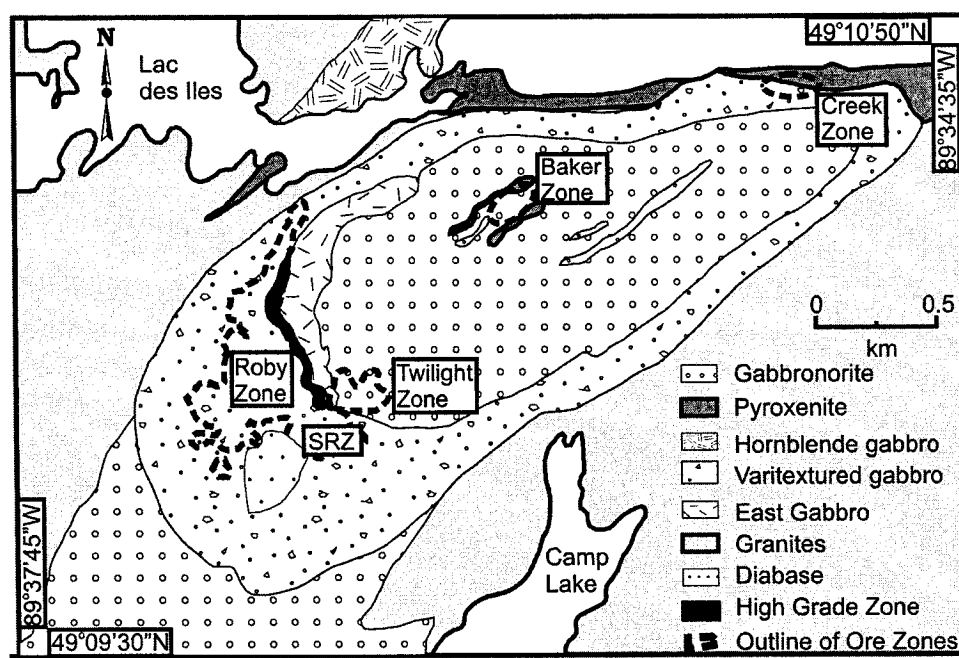 49°10'50"N
89°34'35"W
N
Lac
des Iles
Creek
Zone
Baker
Zone
0 0.5
km
Roby
Zone
Twilight
Zone
SRZ
Camp
Lake
Gabbronorite
Pyroxenite
Hornblende gabbro
Varitextured gabbro
East Gabbro
Granites
Diabase
High Grade Zone
Outline of Ore Zones
89°37'45"W
49°09'30"N